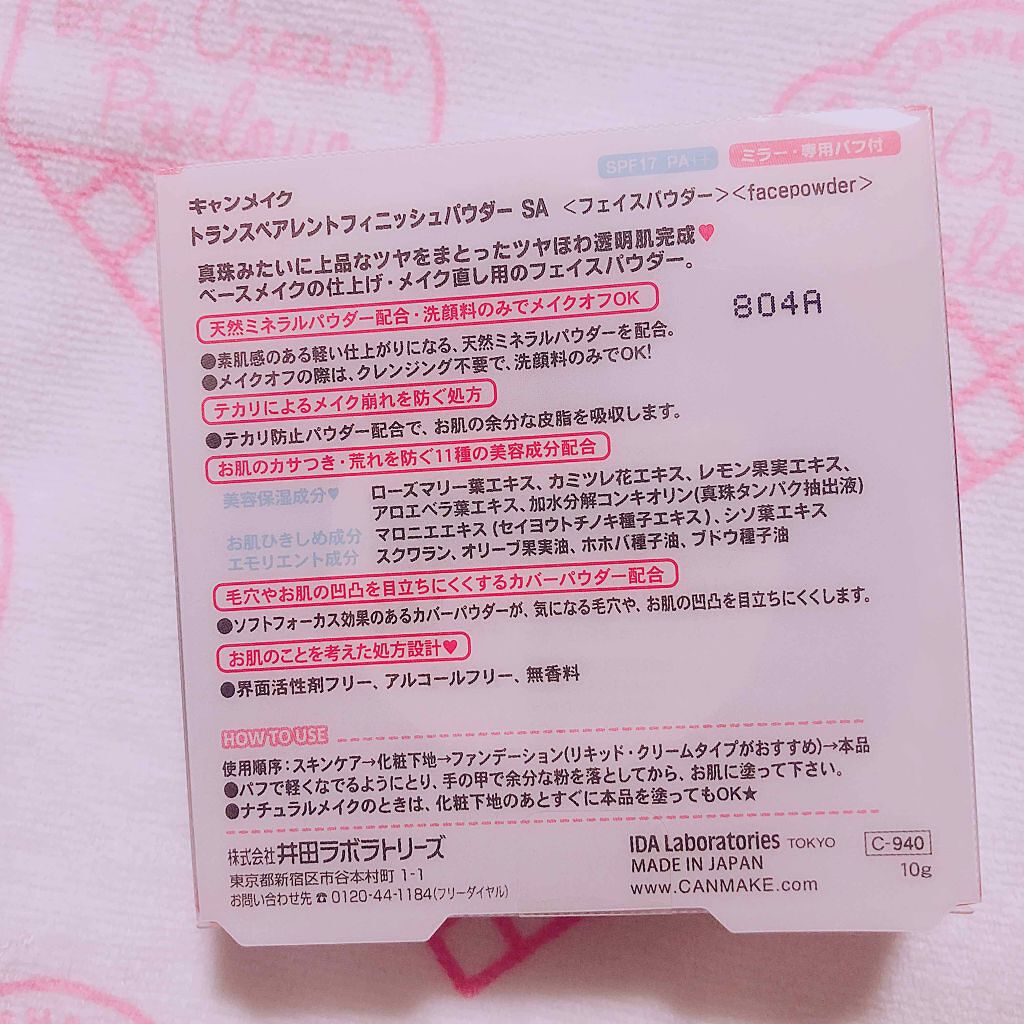 Ice Cream
Parlour
COSME
SPF17 PA++
ミラー・専用パフ付
キャンメイク
トランスペアレントフィニッシュパウダー SA <フェイスパウダー><facepowder>
真珠みたいに上品なツヤをまとったツヤほわ透明肌完成♥
ベースメイクの仕上げ・メイク直し用のフェイスパウダー。
804A
天然ミネラルパウダー配合・洗顔料のみでメイクオフOK
●素肌感のある軽い仕上がりになる、天然ミネラルパウダーを配合。
●メイクオフの際は、クレンジング不要で、洗顔料のみでOK!
テカリによるメイク崩れを防ぐ処方
●テカリ防止パウダー配合で、お肌の余分な皮脂を吸収します。
お肌のカサつき・荒れを防ぐ11種の美容成分配合
美容保湿成分♥ ローズマリー葉エキス、カミツレ花エキス、レモン果実エキス、
アロエベラ葉エキス、加水分解コンキオリン(真珠タンパク抽出液)
お肌ひきしめ成分 マロニエエキス(セイヨウトチノキ種子エキス)、シソ葉エキス
エモリエント成分 スクワラン、オリーブ果実油、ホホバ種子油、ブドウ種子油
毛穴やお肌の凹凸を目立ちにくくするカバーパウダー配合
●ソフトフォーカス効果のあるカバーパウダーが、気になる毛穴や、お肌の凹凸を目立ちにくくします。
お肌のことを考えた処方設計♥
●界面活性剤フリー、アルコールフリー、無香料
HOW TO USE
使用順序：スキンケア→化粧下地→ファンデーション(リキッド・クリームタイプがおすすめ)→本品
●パフで軽くなでるようにとり、手の甲で余分な粉を落としてから、お肌に塗って下さい。
●ナチュラルメイクのときは、化粧下地のあとすぐに本品を塗ってもOK★
株式会社井田ラボラトリーズ
東京都新宿区市谷本村町 1-1
お問い合わせ先 ☎ 0120-44-1184(フリーダイヤル)
IDA Laboratories TOKYO
MADE IN JAPAN
www.CANMAKE.com
C-940
10g